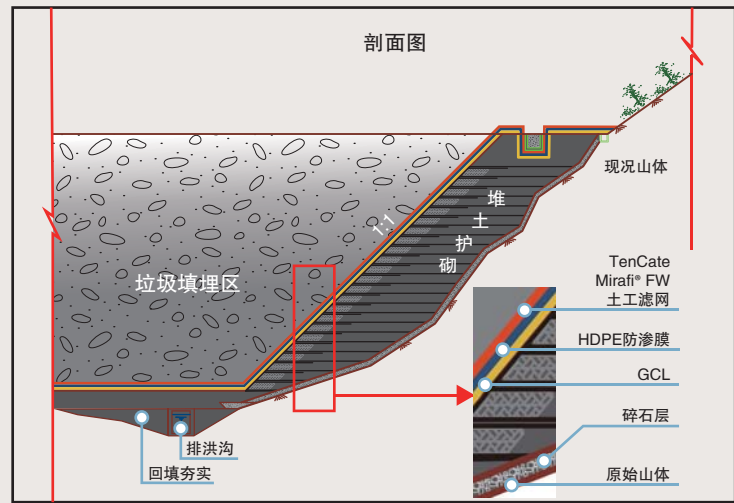 剖面图
现况山体
堆
土
护
砌
1:1
垃圾填埋区
TenCate
Mirafi® FW
土工滤网
HDPE防渗膜
GCL
碎石层
原始山体
排洪沟
回填夯实